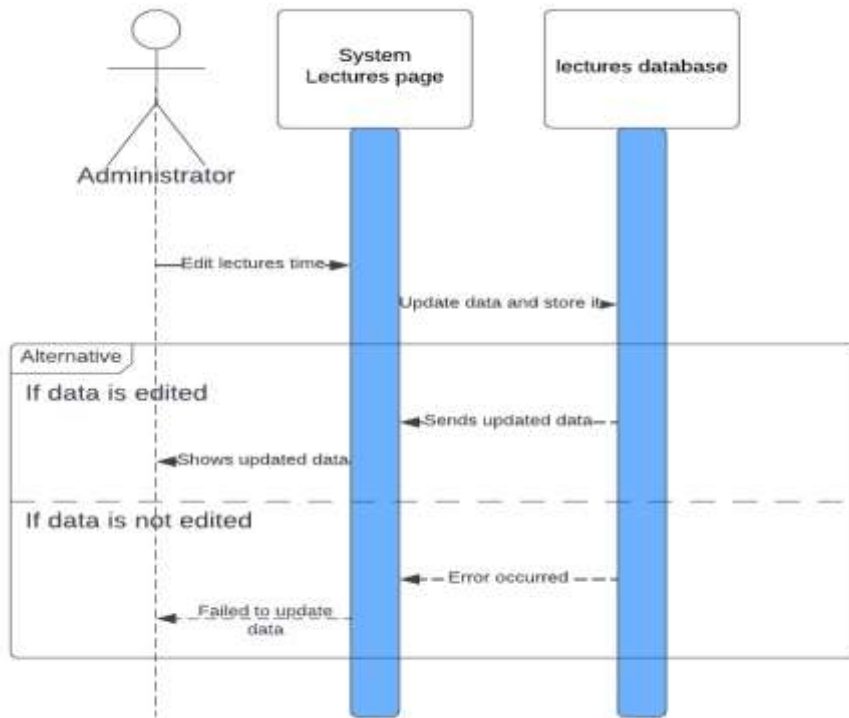 System
Lectures page
lectures database
Administrator
Edit lectures time
Update data and store it
Alternative
If data is edited
Sends updated data
Shows updated data
If data is not edited
Error occurred
Failed to update
data